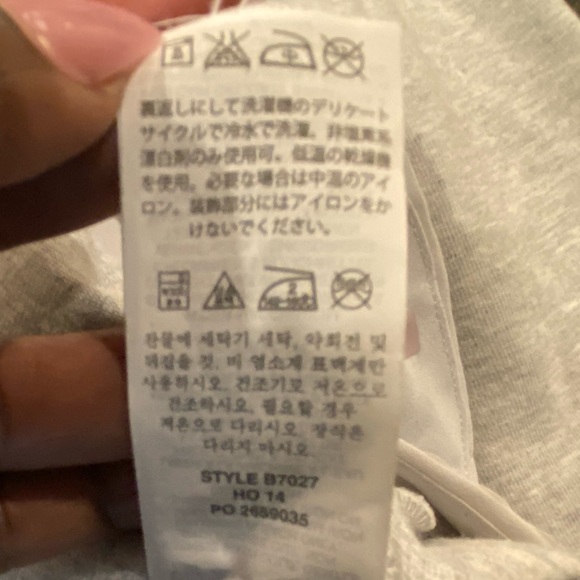 裏返しにして洗濯機のデリケート
サイクルで冷水で洗濯。非塩素系
漂白剤のみ使用可。低温の乾燥機
を使用。必要な場合は中温のアイ
ロン。装飾部分にはアイロンをか
けないでください。
찬물에 세탁기 세탁, 약회전 및
뒤집을 것. 비 염소계 표백제만
사용하시오. 건조기로 저온으로
건조하시오. 필요할 경우
저온으로 다리시오. 장식은
다리지 마시오
STYLE B7027
HO 14
PO 2659035